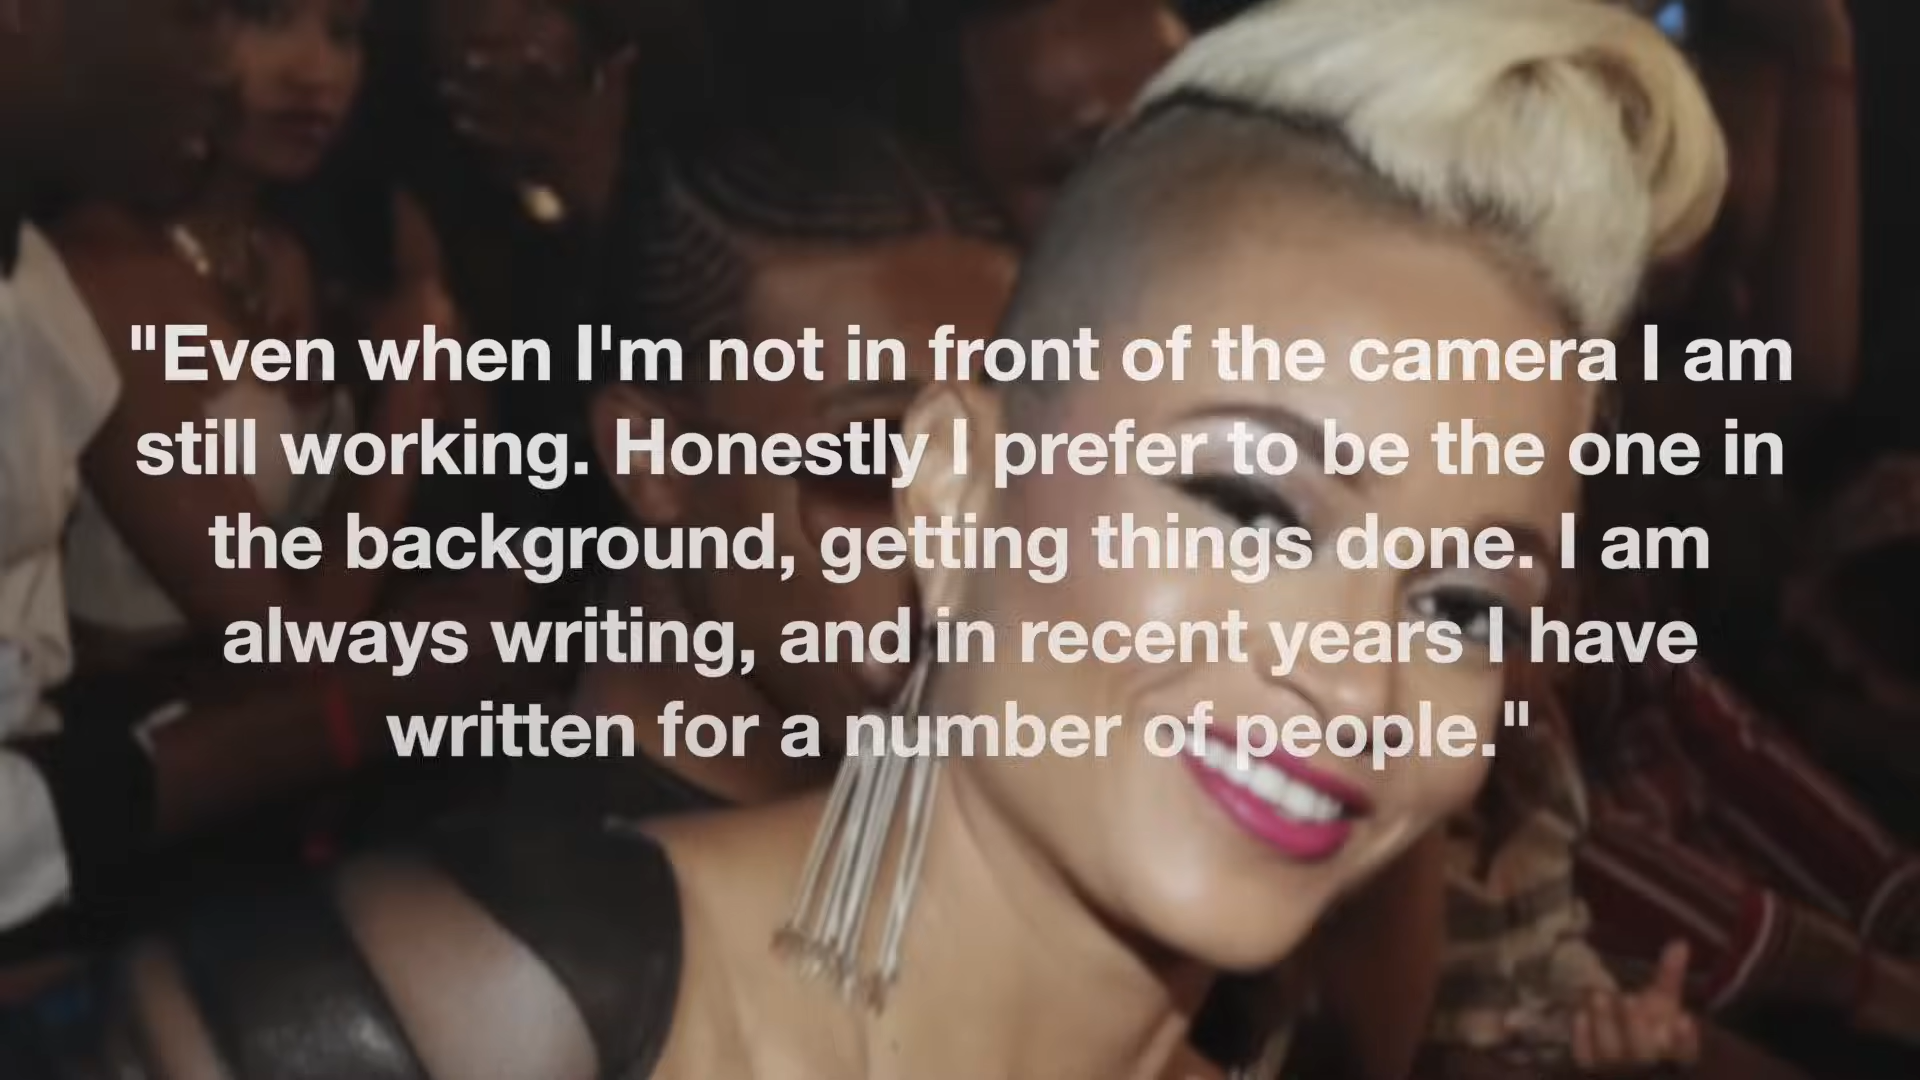 "Even when I'm not in front of the camera I am
still working. Honestly I prefer to be the one in
the background, getting things done. I am
always writing, and in recent years I have
written for a number of people."